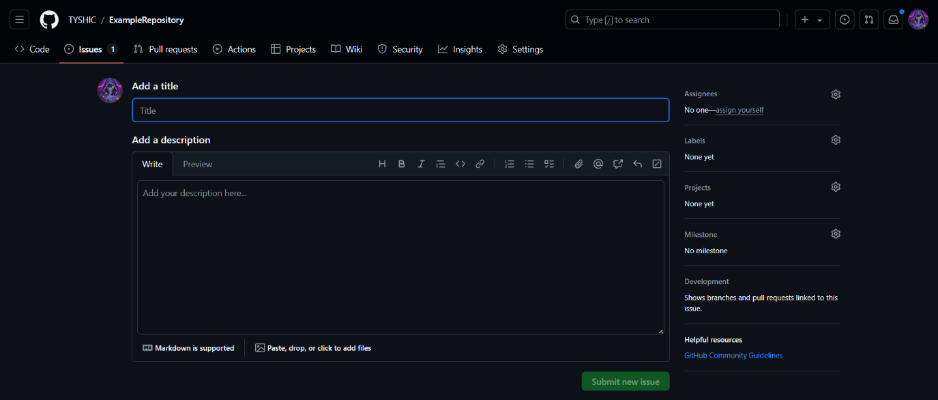 TYSHIC / ExampleRepository
Type / to search
Code
Issues 1
Pull requests
Actions
Projects
Wiki
Security
Insights
Settings
Add a title
Title
Add a description
Write
Preview
Add your description here...
Markdown is supported
Paste, drop, or click to add files
Submit new issue
Assignees
No one—assign yourself
Labels
None yet
Projects
None yet
Milestone
No milestone
Development
Shows branches and pull requests linked to this
issue.
Helpful resources
GitHub Community Guidelines